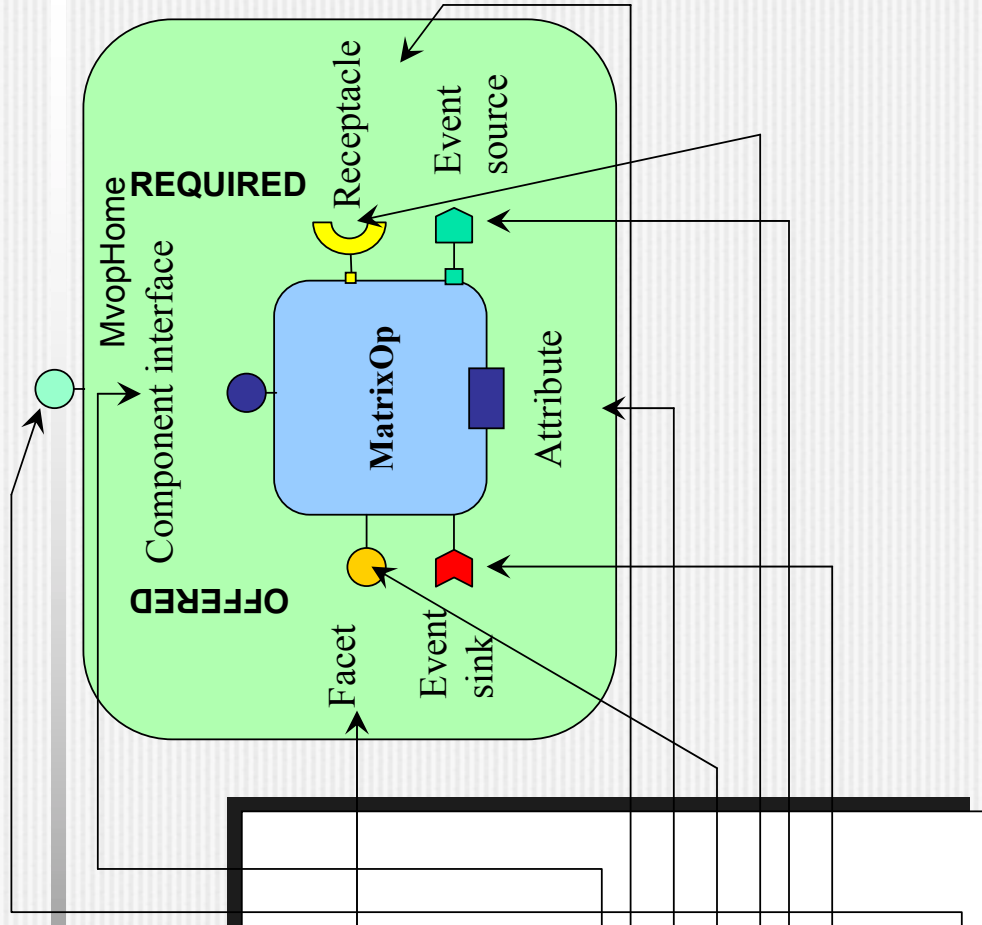 MvopHome
Component interface
OFFERED
REQUIRED
Facet
Receptacle
MatrixOp
Event
sink
Event
source
Attribute